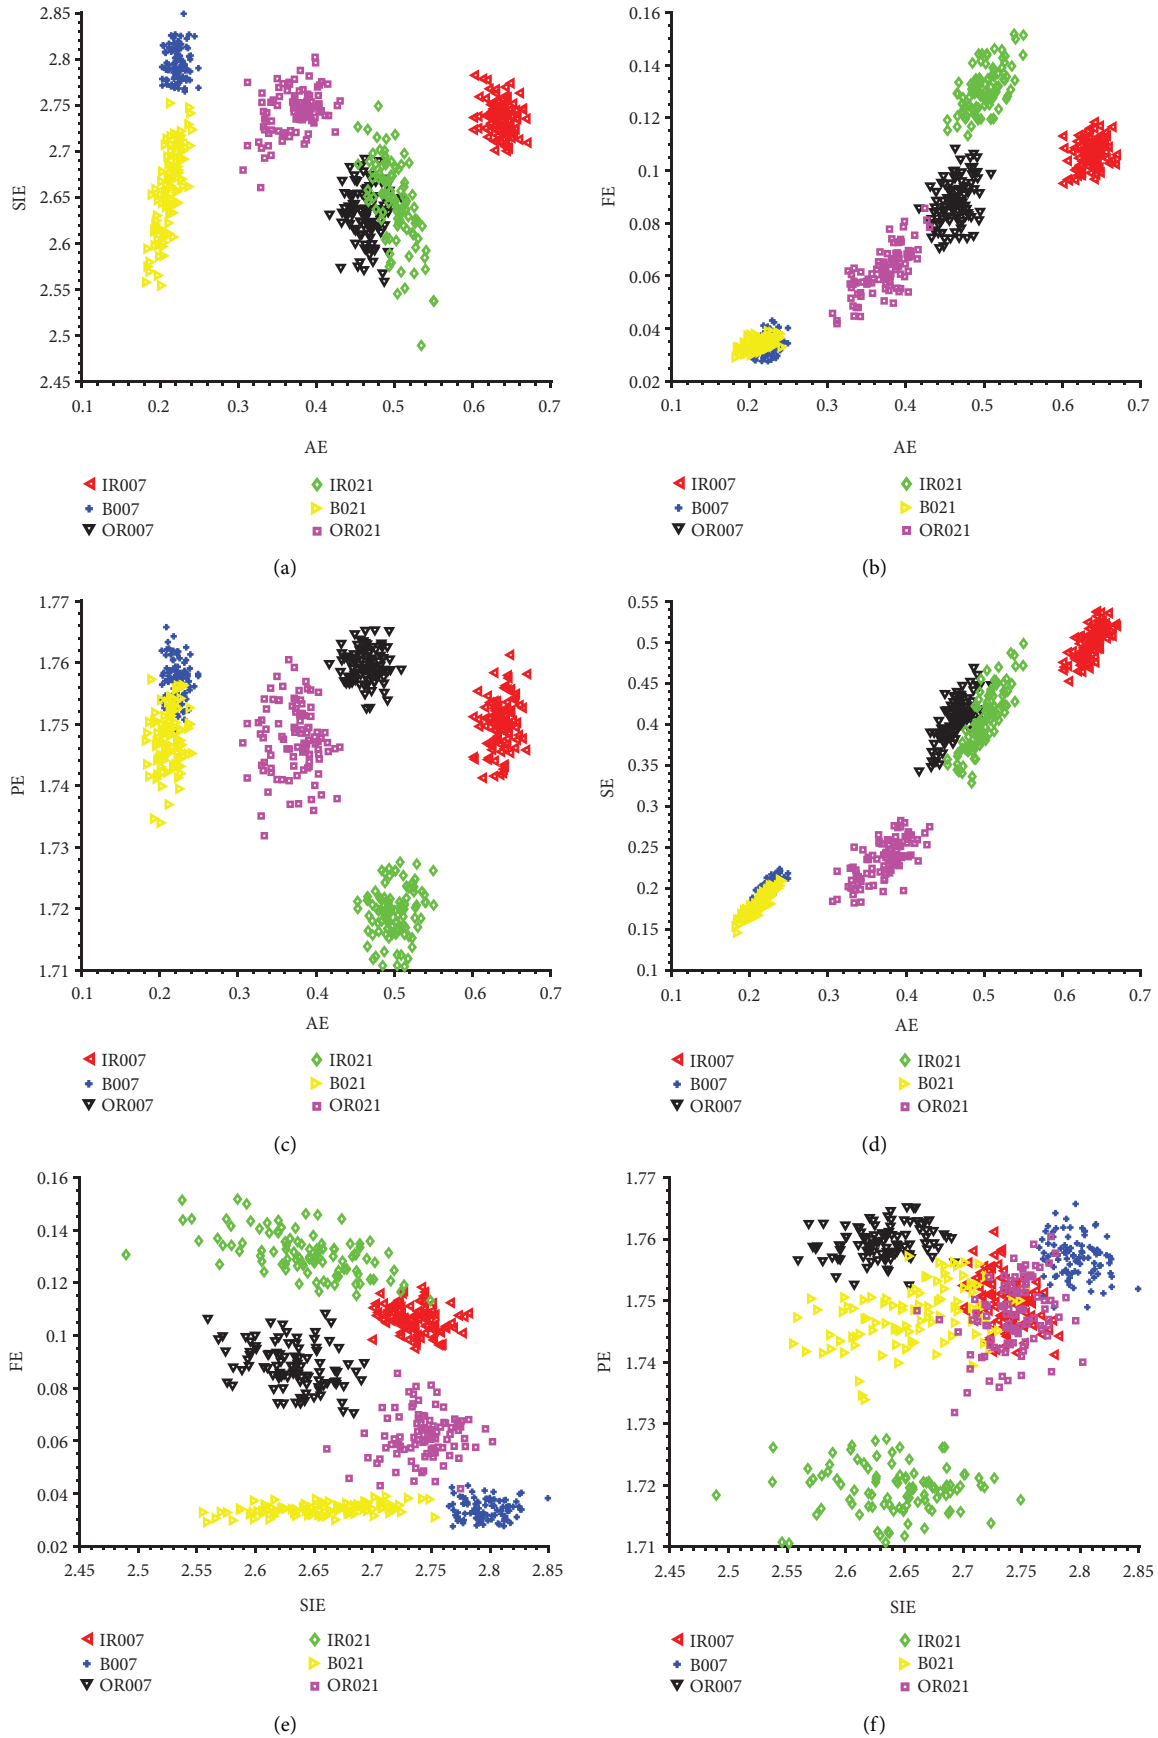 2.85
2.8
2.75
2.7
2.65
2.6
2.55
2.5
2.45
SIE
0.1 0.2 0.3 0.4 0.5 0.6 0.7
AE
IR007 IR021
B007 B021
OR007 OR021
(a)
0.16
0.14
0.12
0.1
0.08
0.06
0.04
0.02
FE
0.1 0.2 0.3 0.4 0.5 0.6 0.7
AE
IR007 IR021
B007 B021
OR007 OR021
(b)
1.77
1.76
1.75
1.74
1.73
1.72
1.71
PE
0.1 0.2 0.3 0.4 0.5 0.6 0.7
AE
IR007 IR021
B007 B021
OR007 OR021
(c)
0.55
0.5
0.45
0.4
0.35
0.3
0.25
0.2
0.15
0.1
SE
0.1 0.2 0.3 0.4 0.5 0.6 0.7
AE
IR007 IR021
B007 B021
OR007 OR021
(d)
0.16
0.14
0.12
0.1
0.08
0.06
0.04
0.02
FE
2.45 2.5 2.55 2.6 2.65 2.7 2.75 2.8 2.85
SIE
IR007 IR021
B007 B021
OR007 OR021
(e)
1.77
1.76
1.75
1.74
1.73
1.72
1.71
PE
2.45 2.5 2.55 2.6 2.65 2.7 2.75 2.8 2.85
SIE
IR007 IR021
B007 B021
OR007 OR021
(f)